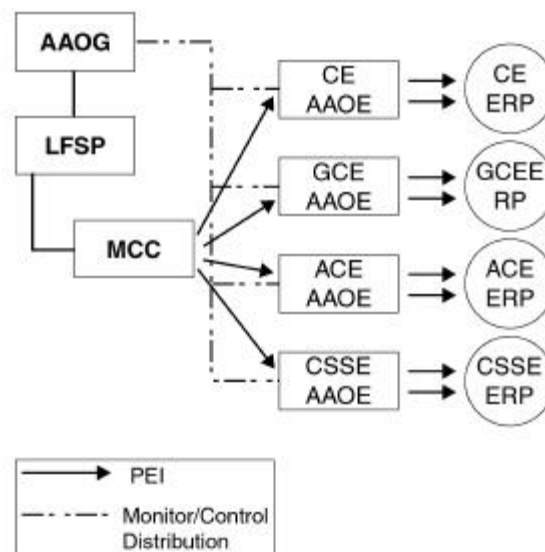 AAOG
LFSP
MCC
CE
AAOE
CE
ERP
GCE
AAOE
GCEE
RP
ACE
AAOE
ACE
ERP
CSSE
AAOE
CSSE
ERP
PEI
Monitor/Control
Distribution